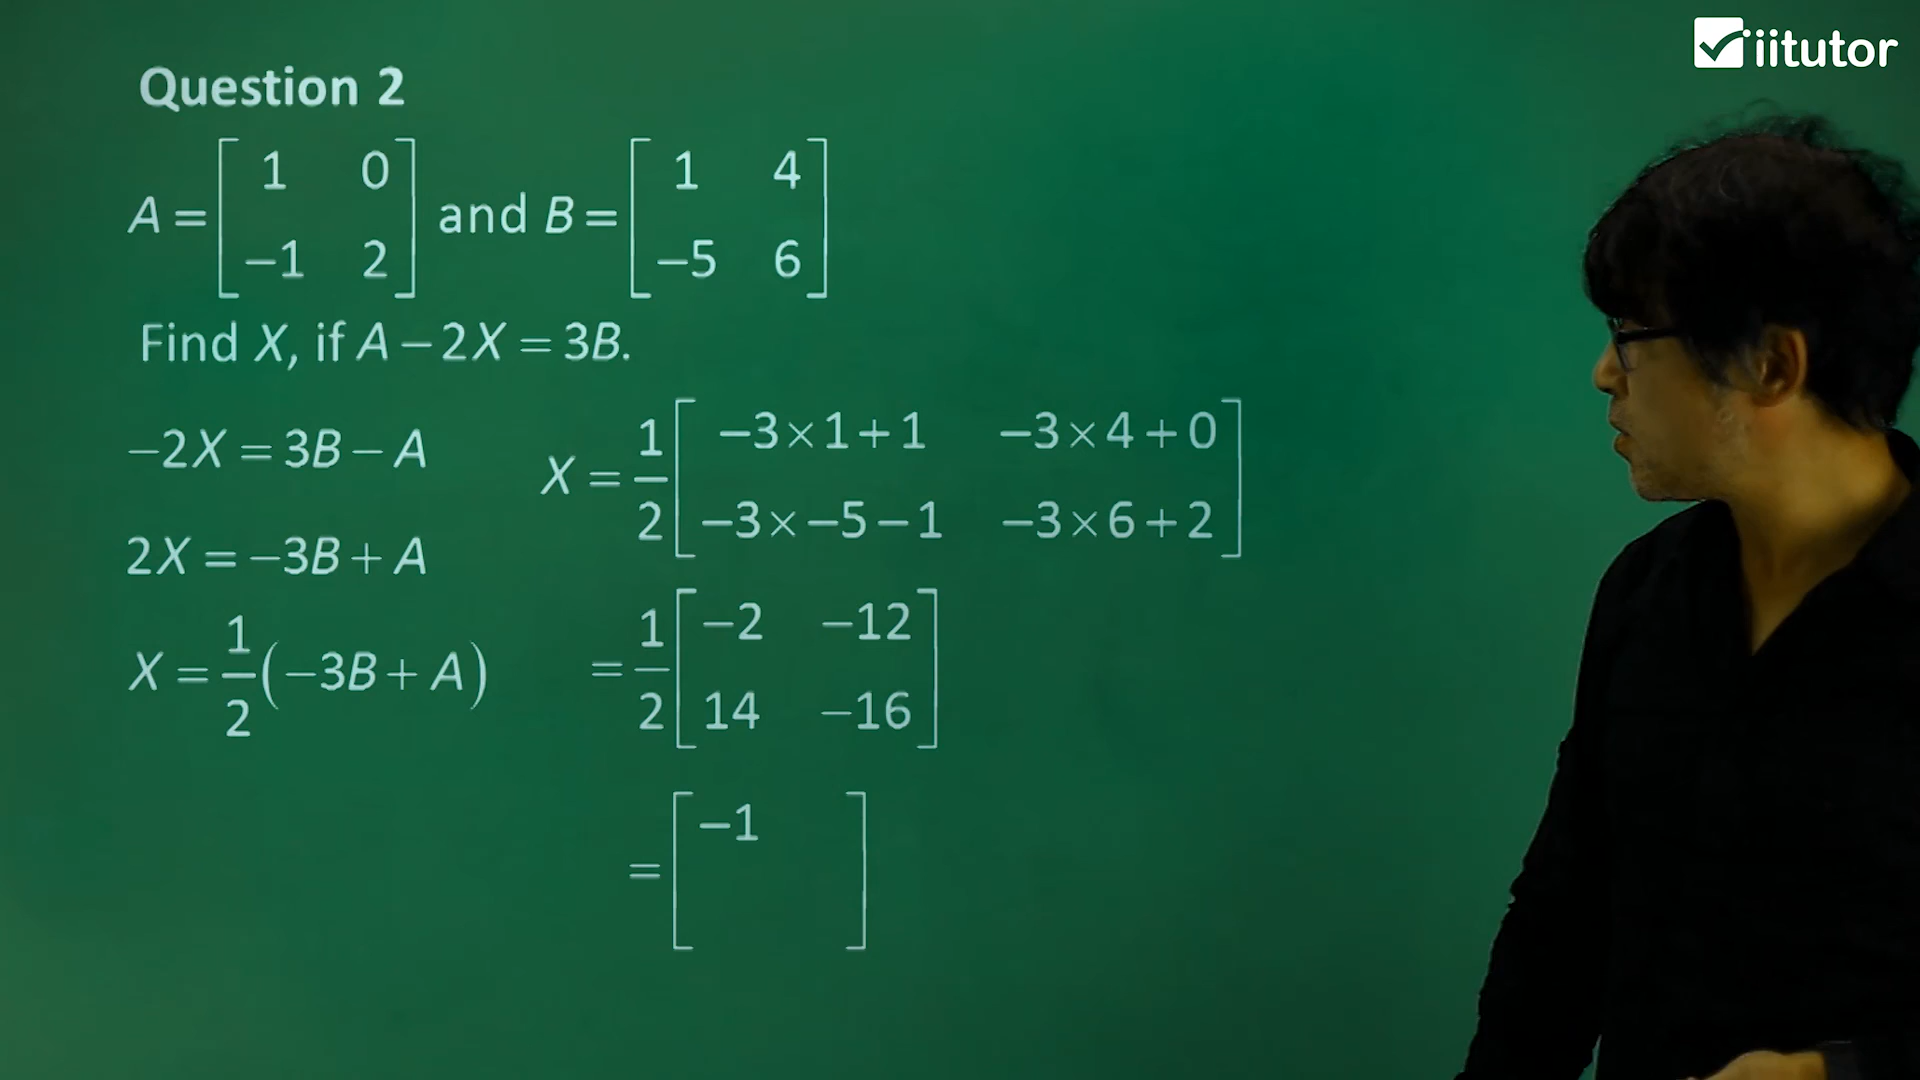 iitutor
Question 2
A = [ 1 0 ; −1 2 ] and B = [ 1 4 ; −5 6 ]
Find X, if A − 2X = 3B.
−2X = 3B − A
2X = −3B + A
X = 1/2 (−3B + A)
X = 1/2 [ −3×1+1 −3×4+0 ; −3×−5−1 −3×6+2 ]
= 1/2 [ −2 −12 ; 14 −16 ]
= [ −1 ]